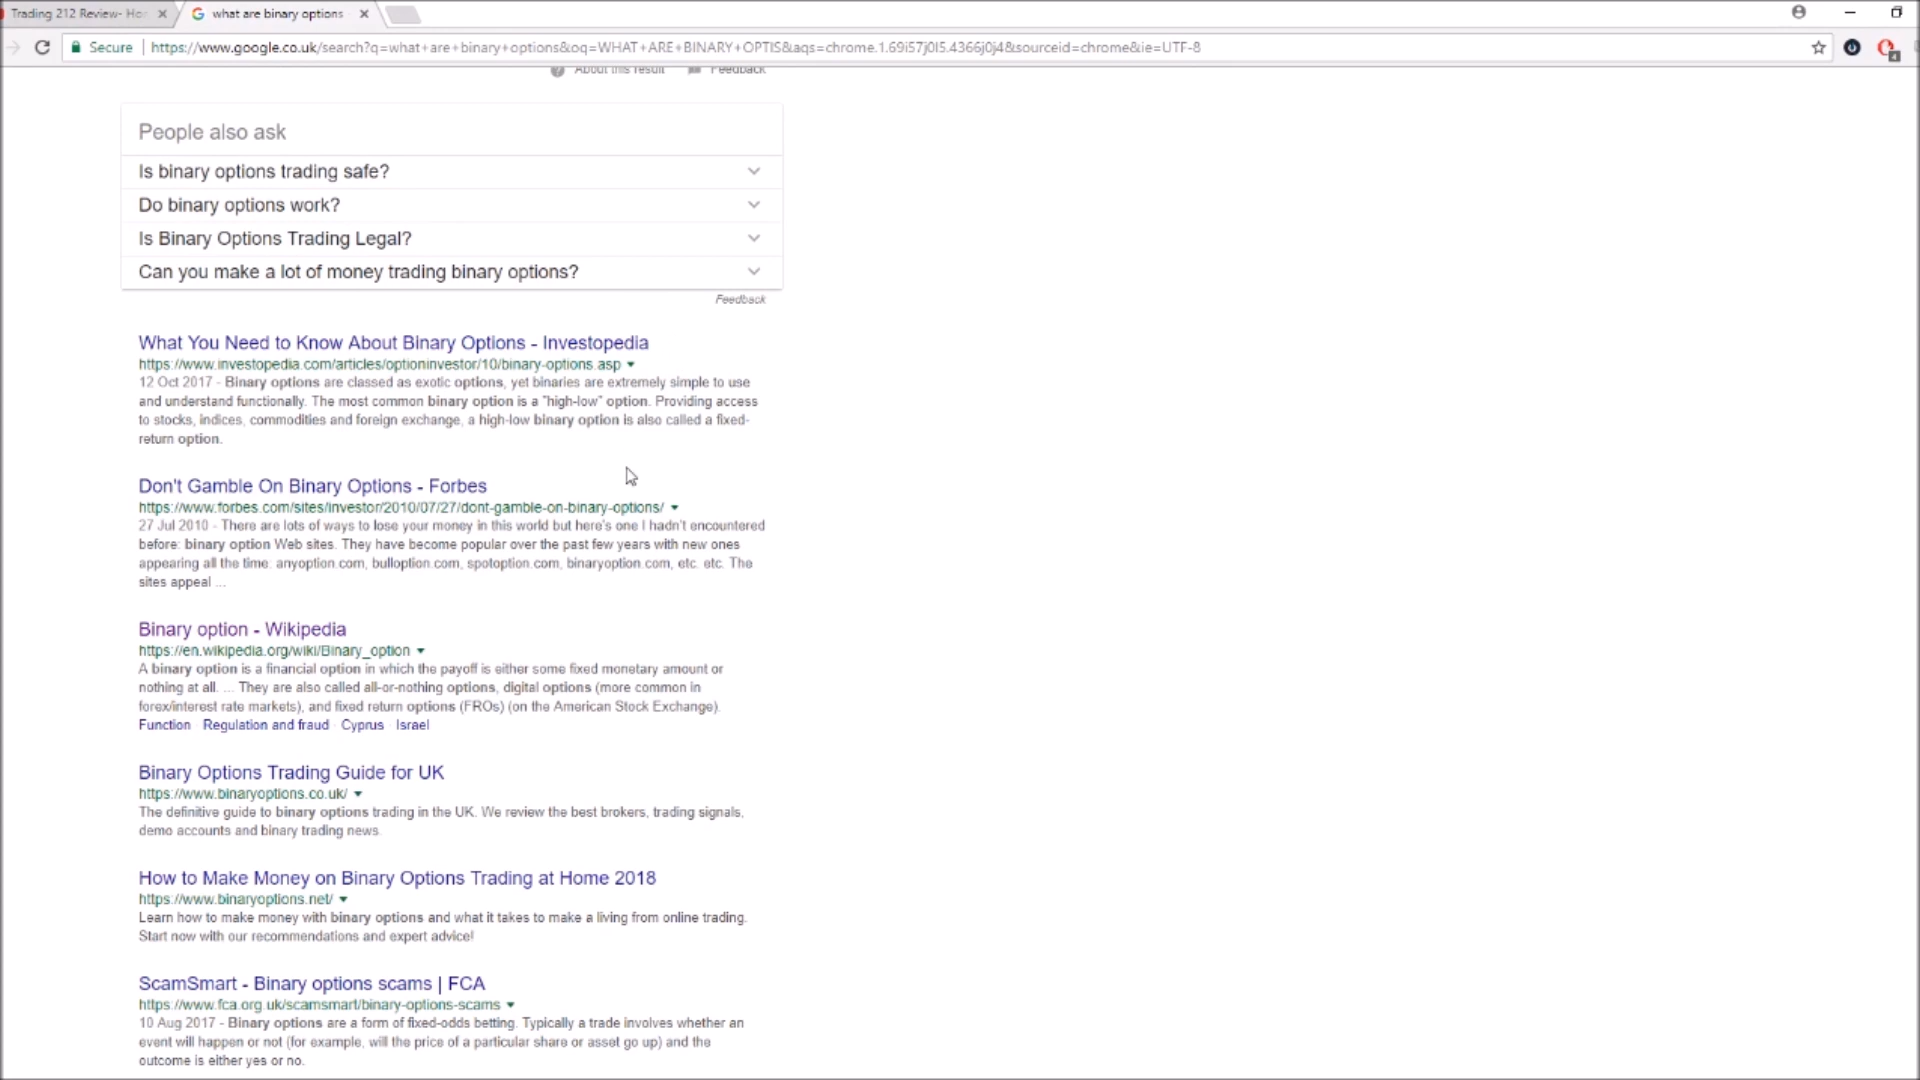 Trading 212 Review- Ho
what are binary options
Secure https://www.google.co.uk/search?q=what+are+binary+options&oq=WHAT+ARE+BINARY+OPTIS&aqs=chrome.1.69i57j0l5.4366j0j4&sourceid=chrome&ie=UTF-8
About this result Feedback
People also ask
Is binary options trading safe?
Do binary options work?
Is Binary Options Trading Legal?
Can you make a lot of money trading binary options?
Feedback
What You Need to Know About Binary Options - Investopedia
https://www.investopedia.com/articles/optioninvestor/10/binary-options.asp
12 Oct 2017 - Binary options are classed as exotic options, yet binaries are extremely simple to use
and understand functionally. The most common binary option is a "high-low" option. Providing access
to stocks, indices, commodities and foreign exchange, a high-low binary option is also called a fixed-
return option.
Don't Gamble On Binary Options - Forbes
https://www.forbes.com/sites/investor/2010/07/27/dont-gamble-on-binary-options/
27 Jul 2010 - There are lots of ways to lose your money in this world but here's one I hadn't encountered
before: binary option Web sites. They have become popular over the past few years with new ones
appearing all the time: anyoption.com, bulloption.com, spotoption.com, binaryoption.com, etc. etc. The
sites appeal ...
Binary option - Wikipedia
https://en.wikipedia.org/wiki/Binary_option
A binary option is a financial option in which the payoff is either some fixed monetary amount or
nothing at all. ... They are also called all-or-nothing options, digital options (more common in
forex/interest rate markets), and fixed return options (FROs) (on the American Stock Exchange).
Function Regulation and fraud Cyprus Israel
Binary Options Trading Guide for UK
https://www.binaryoptions.co.uk/
The definitive guide to binary options trading in the UK. We review the best brokers, trading signals,
demo accounts and binary trading news.
How to Make Money on Binary Options Trading at Home 2018
https://www.binaryoptions.net/
Learn how to make money with binary options and what it takes to make a living from online trading.
Start now with our recommendations and expert advice!
ScamSmart - Binary options scams | FCA
https://www.fca.org.uk/scamsmart/binary-options-scams
10 Aug 2017 - Binary options are a form of fixed-odds betting. Typically a trade involves whether an
event will happen or not (for example, will the price of a particular share or asset go up) and the
outcome is either yes or no.